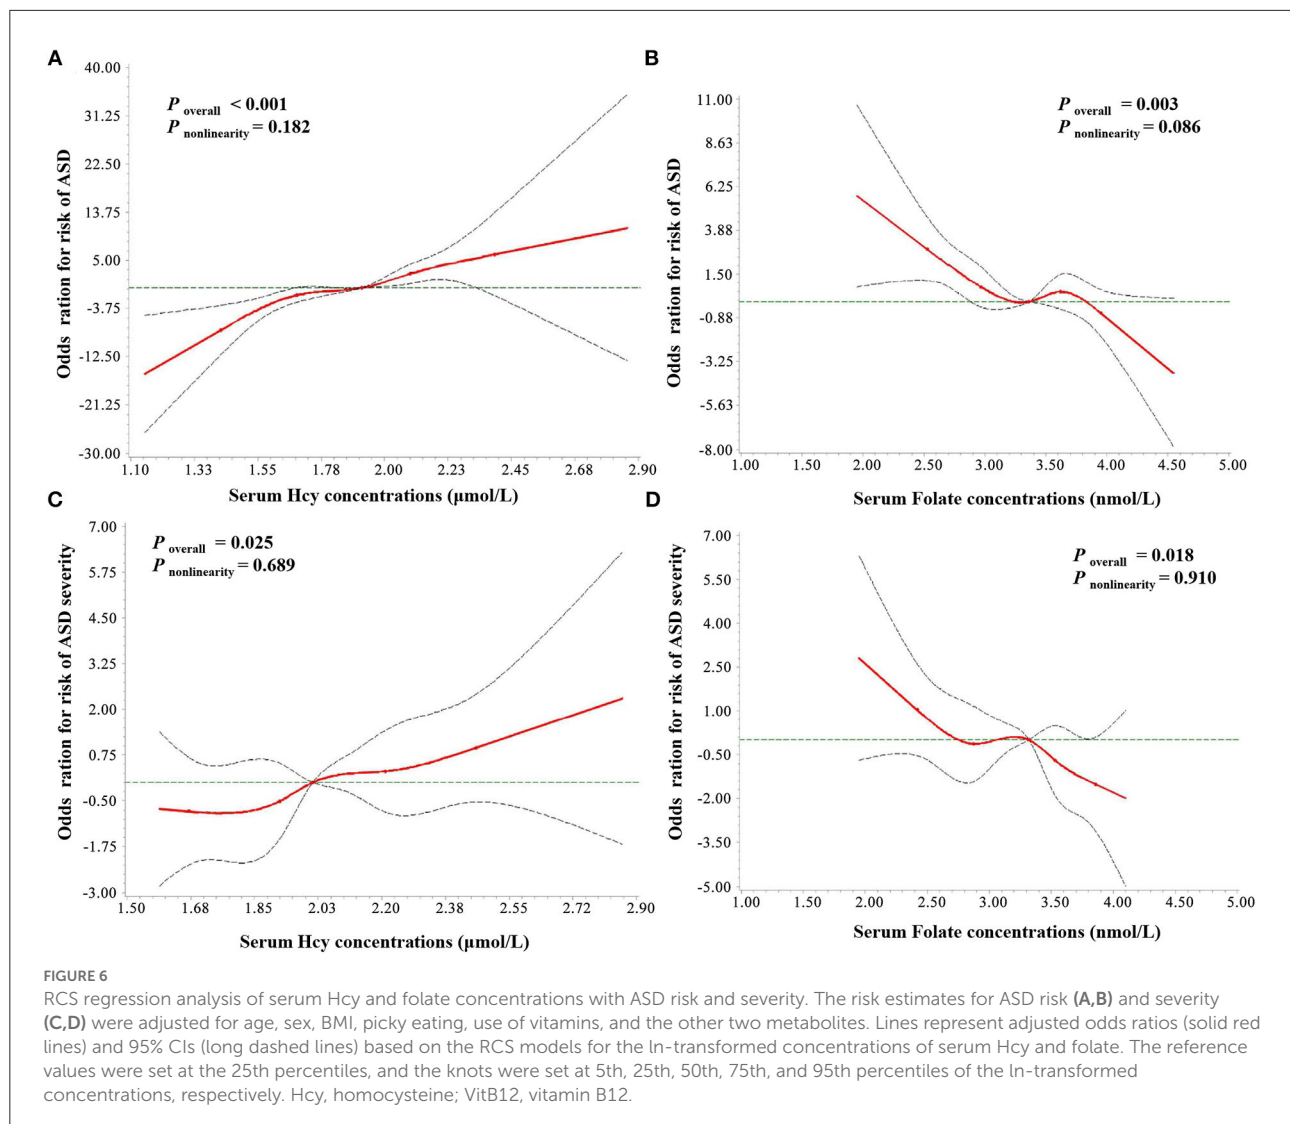 A
P overall < 0.001
P nonlinearity = 0.182
Odds ration for risk of ASD
40.00
31.25
22.50
13.75
5.00
-3.75
-12.50
-21.25
-30.00
1.10 1.33 1.55 1.78 2.00 2.23 2.45 2.68 2.90
Serum Hcy concentrations (μmol/L)
B
P overall = 0.003
P nonlinearity = 0.086
Odds ration for risk of ASD
11.00
8.63
6.25
3.88
1.50
-0.88
-3.25
-5.63
-8.00
1.00 1.50 2.00 2.50 3.00 3.50 4.00 4.50 5.00
Serum Folate concentrations (nmol/L)
C
P overall = 0.025
P nonlinearity = 0.689
Odds ration for risk of ASD severity
7.00
5.75
4.50
3.25
2.00
0.75
-0.50
-1.75
-3.00
1.50 1.68 1.85 2.03 2.20 2.38 2.55 2.72 2.90
Serum Hcy concentrations (μmol/L)
D
P overall = 0.018
P nonlinearity = 0.910
Odds ration for risk of ASD severity
7.00
5.50
4.00
2.50
1.00
-0.50
-2.00
-3.50
-5.00
1.00 1.50 2.00 2.50 3.00 3.50 4.00 4.50 5.00
Serum Folate concentrations (nmol/L)
FIGURE 6
RCS regression analysis of serum Hcy and folate concentrations with ASD risk and severity. The risk estimates for ASD risk (A,B) and severity
(C,D) were adjusted for age, sex, BMI, picky eating, use of vitamins, and the other two metabolites. Lines represent adjusted odds ratios (solid red
lines) and 95% CIs (long dashed lines) based on the RCS models for the ln-transformed concentrations of serum Hcy and folate. The reference
values were set at the 25th percentiles, and the knots were set at 5th, 25th, 50th, 75th, and 95th percentiles of the ln-transformed
concentrations, respectively. Hcy, homocysteine; VitB12, vitamin B12.